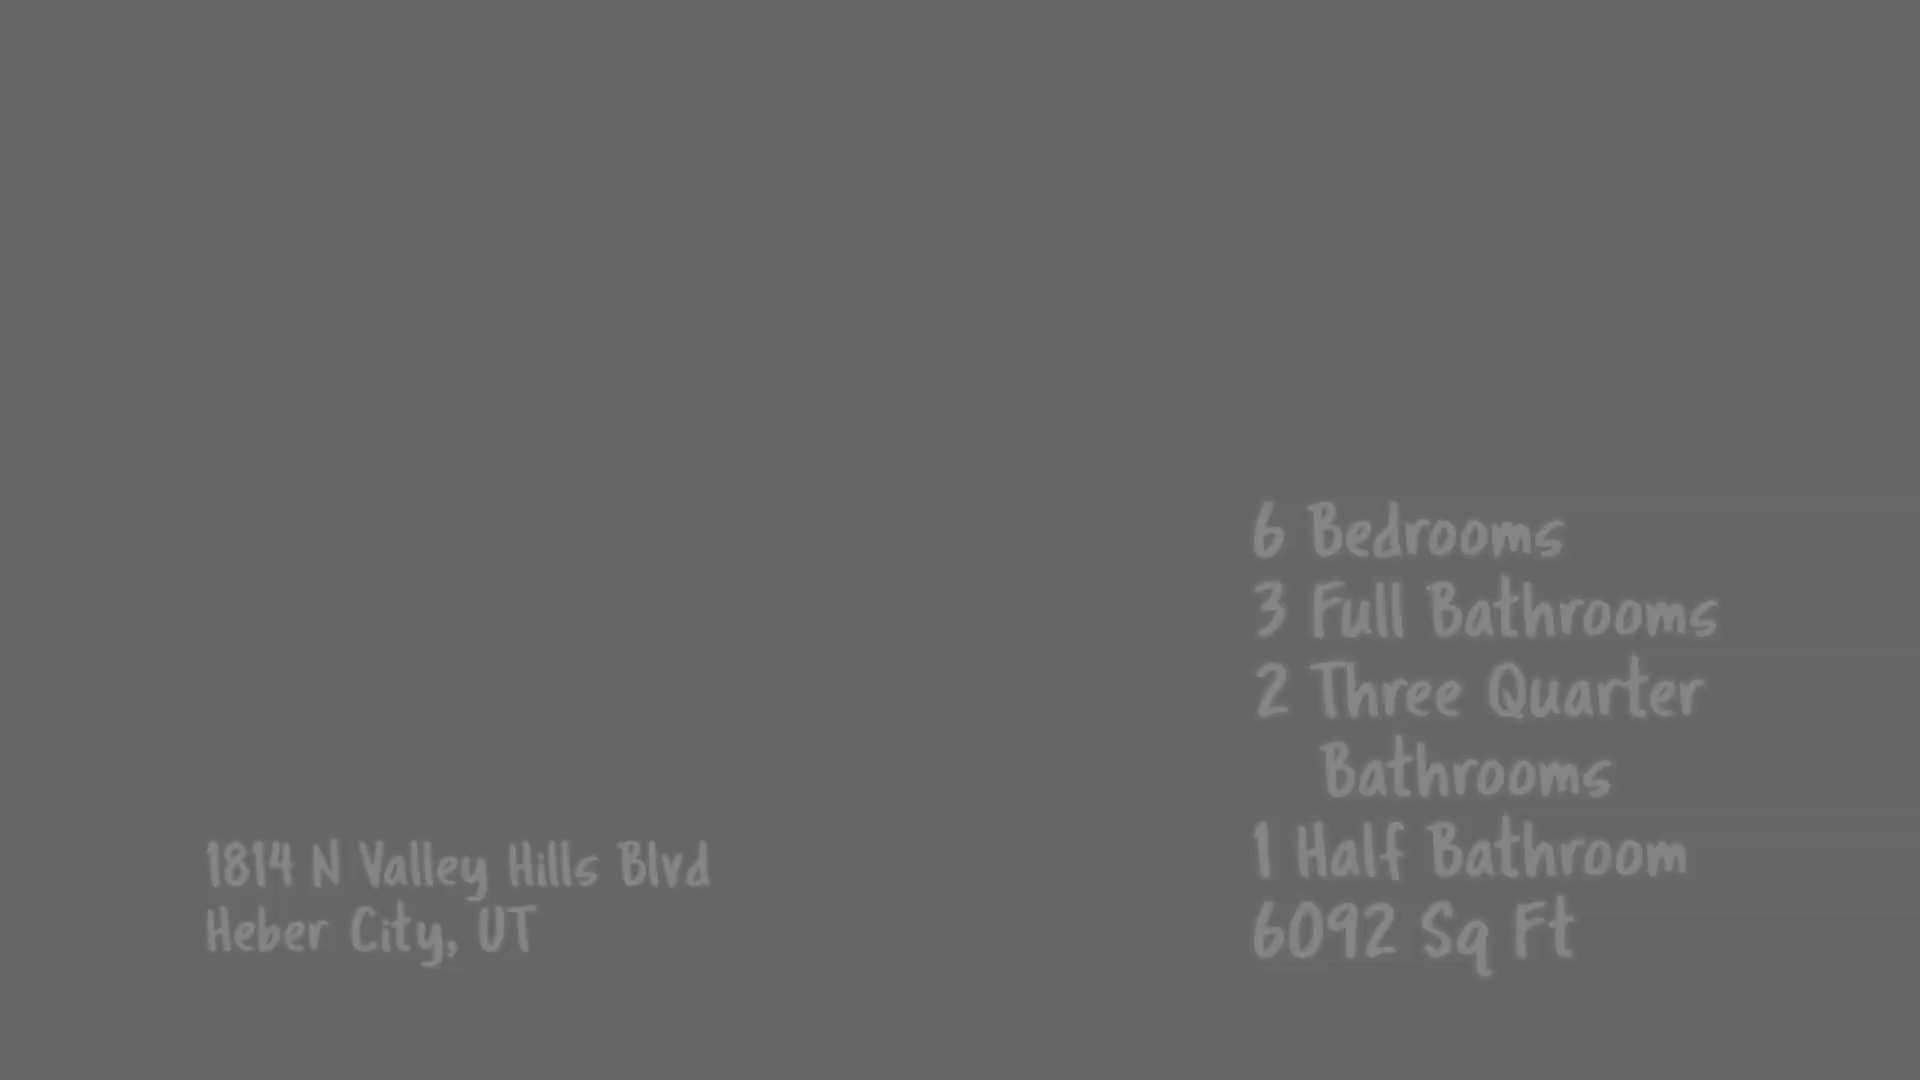 6 Bedrooms
3 Full Bathrooms
2 Three Quarter
Bathrooms
1 Half Bathroom
6092 Sq Ft
1814 N Valley Hills Blvd
Heber City, UT